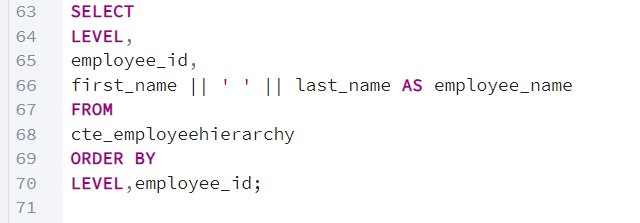 63 SELECT
64 LEVEL,
65 employee_id,
66 first_name || ' ' || last_name AS employee_name
67 FROM
68 cte_employeehierarchy
69 ORDER BY
70 LEVEL,employee_id;
71